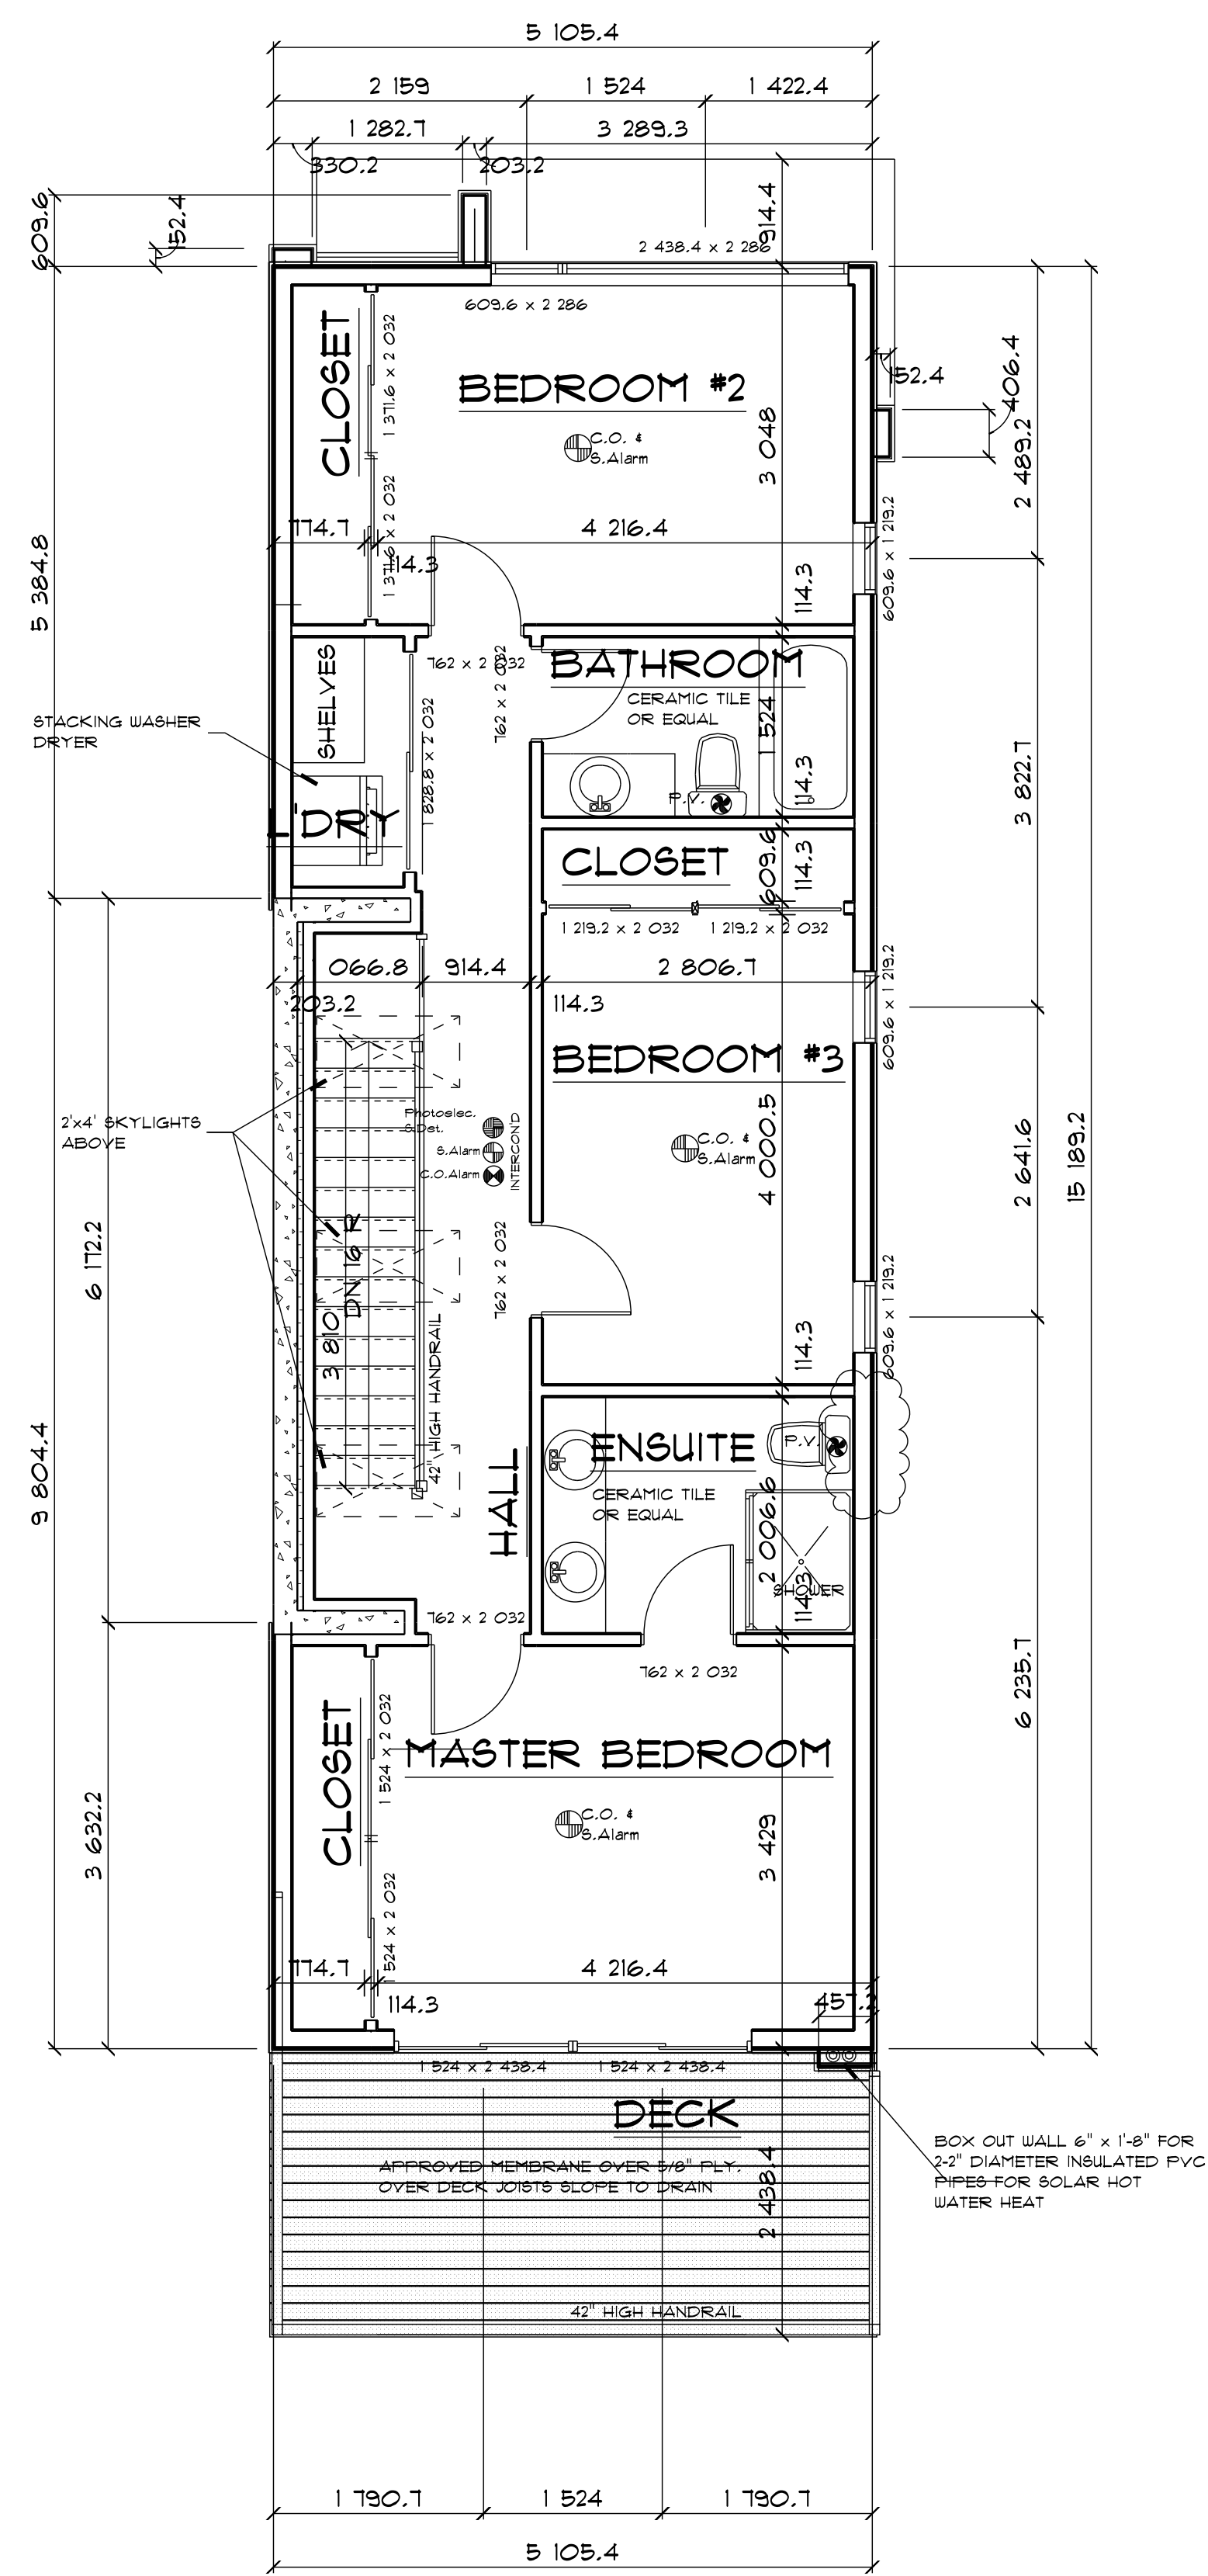 5 105.4
2 159
1 524
1 422.4
1 282.7
3 289.3
330.2
203.2
609.6
152.4
914.4
2 438.4 x 2 286
609.6 x 2 286
CLOSET
1 371.6 x 2 032
1 371.6 x 2 032
BEDROOM #2
C.O. &
S.Alarm
3 048
152.4
406.4
2 489.2
774.7
4 216.4
114.3
114.3
609.6 x 1 219.2
5 384.8
SHELVES
762 x 2 032
762 x 2 032
BATHROOM
CERAMIC TILE
OR EQUAL
1 524
STACKING WASHER
DRYER
1 828.8 x 2 032
L'DRY
P.V.
114.3
3 822.7
CLOSET
609.6
114.3
1 219.2 x 2 032
1 219.2 x 2 032
066.8
914.4
2 806.7
203.2
114.3
609.6 x 1 219.2
BEDROOM #3
2'x4' SKYLIGHTS
ABOVE
Photoelec.
S.Det.
S.Alarm
C.O.Alarm
INTERCON'D
C.O. &
S.Alarm
4 000.5
2 641.6
15 189.2
6 172.2
DN 16 R
3 810
762 x 2 032
42" HIGH HANDRAIL
114.3
609.6 x 1 219.2
9 804.4
HALL
ENSUITE
CERAMIC TILE
OR EQUAL
P.V.
2 006.6
114.3
SHOWER
762 x 2 032
762 x 2 032
6 235.7
CLOSET
1 524 x 2 032
1 524 x 2 032
MASTER BEDROOM
C.O. &
S.Alarm
3 429
3 632.2
774.7
4 216.4
114.3
457.2
1 524 x 2 438.4
1 524 x 2 438.4
DECK
APPROVED MEMBRANE OVER 5/8" PLY.
OVER DECK JOISTS SLOPE TO DRAIN
2 438.4
42" HIGH HANDRAIL
BOX OUT WALL 6" x 1'-8" FOR
2-2" DIAMETER INSULATED PVC
PIPES FOR SOLAR HOT
WATER HEAT
1 790.7
1 524
1 790.7
5 105.4